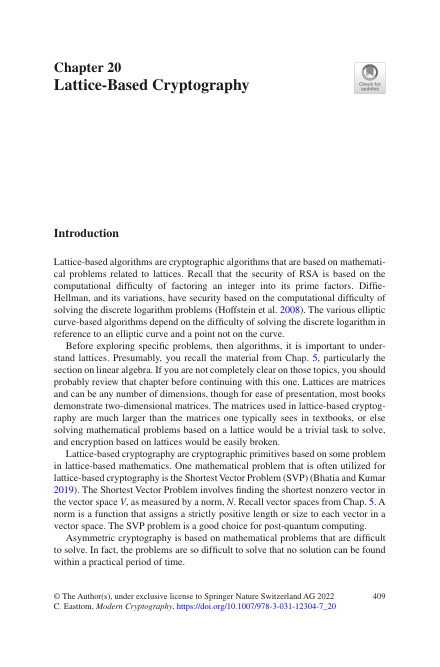 Chapter 20
Lattice-Based Cryptography
Check for
updates
Introduction
Lattice-based algorithms are cryptographic algorithms that are based on mathemati-
cal problems related to lattices. Recall that the security of RSA is based on the
computational difficulty of factoring an integer into its prime factors. Diffie-
Hellman, and its variations, have security based on the computational difficulty of
solving the discrete logarithm problems (Hoffstein et al. 2008). The various elliptic
curve-based algorithms depend on the difficulty of solving the discrete logarithm in
reference to an elliptic curve and a point not on the curve.
Before exploring specific problems, then algorithms, it is important to under-
stand lattices. Presumably, you recall the material from Chap. 5, particularly the
section on linear algebra. If you are not completely clear on those topics, you should
probably review that chapter before continuing with this one. Lattices are matrices
and can be any number of dimensions, though for ease of presentation, most books
demonstrate two-dimensional matrices. The matrices used in lattice-based cryptog-
raphy are much larger than the matrices one typically sees in textbooks, or else
solving mathematical problems based on a lattice would be a trivial task to solve,
and encryption based on lattices would be easily broken.
Lattice-based cryptography are cryptographic primitives based on some problem
in lattice-based mathematics. One mathematical problem that is often utilized for
lattice-based cryptography is the Shortest Vector Problem (SVP) (Bhatia and Kumar
2019). The Shortest Vector Problem involves finding the shortest nonzero vector in
the vector space V, as measured by a norm, N. Recall vector spaces from Chap. 5. A
norm is a function that assigns a strictly positive length or size to each vector in a
vector space. The SVP problem is a good choice for post-quantum computing.
Asymmetric cryptography is based on mathematical problems that are difficult
to solve. In fact, the problems are so difficult to solve that no solution can be found
within a practical period of time.
© The Author(s), under exclusive license to Springer Nature Switzerland AG 2022
409
C. Easttom, Modern Cryptography, https://doi.org/10.1007/978-3-031-12304-7_20